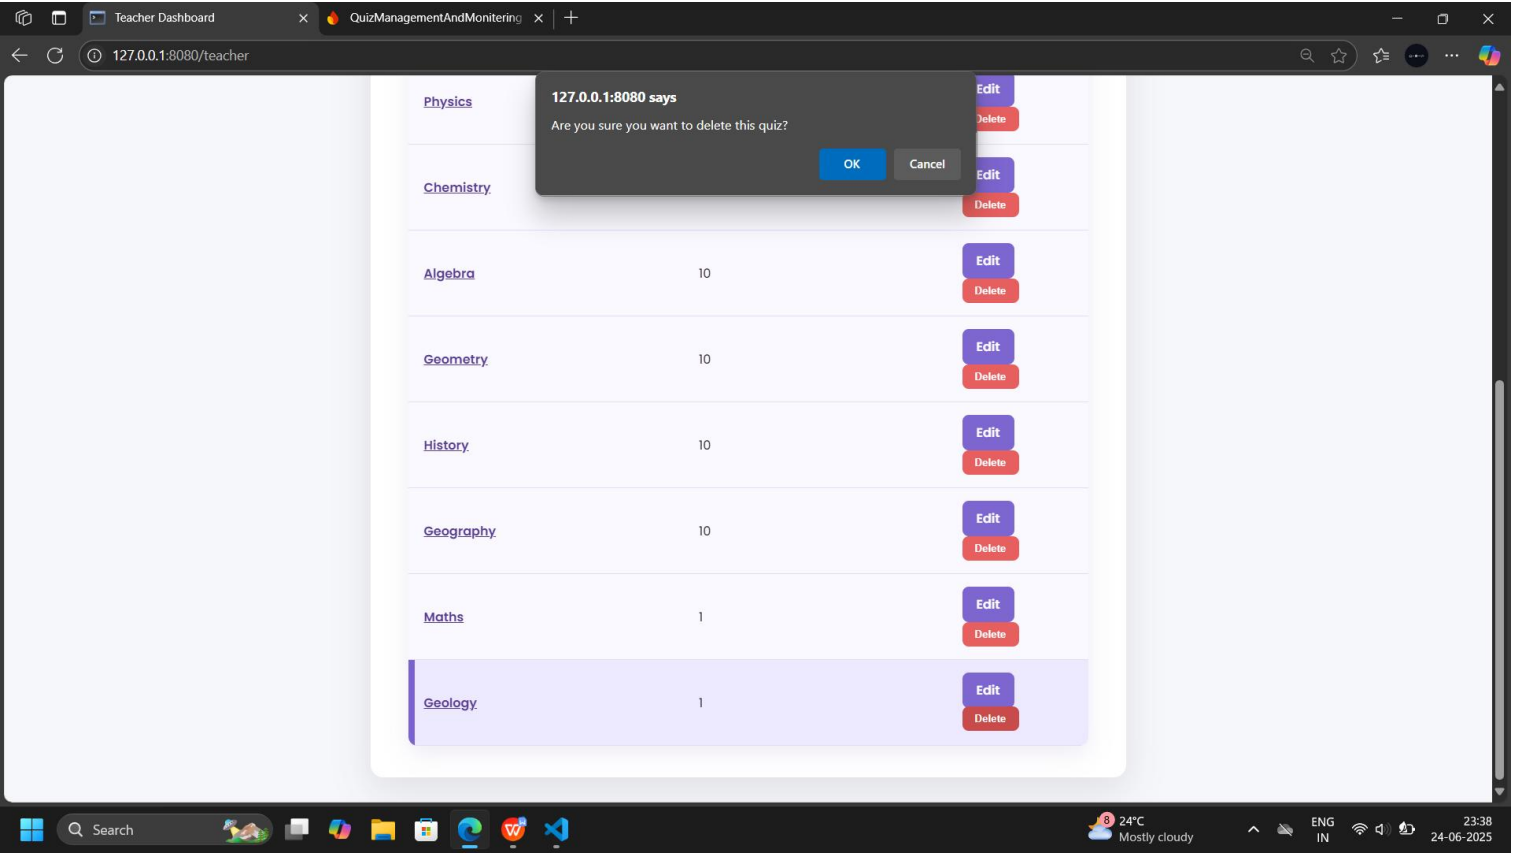 Teacher Dashboard
QuizManagementAndMonitering
127.0.0.1:8080/teacher
127.0.0.1:8080 says
Are you sure you want to delete this quiz?
OK Cancel
Physics Edit
Delete
Chemistry Edit
Delete
Algebra 10 Edit
Delete
Geometry 10 Edit
Delete
History 10 Edit
Delete
Geography 10 Edit
Delete
Maths 1 Edit
Delete
Geology 1 Edit
Delete
Search
8
24°C
Mostly cloudy
ENG
IN
23:38
24-06-2025